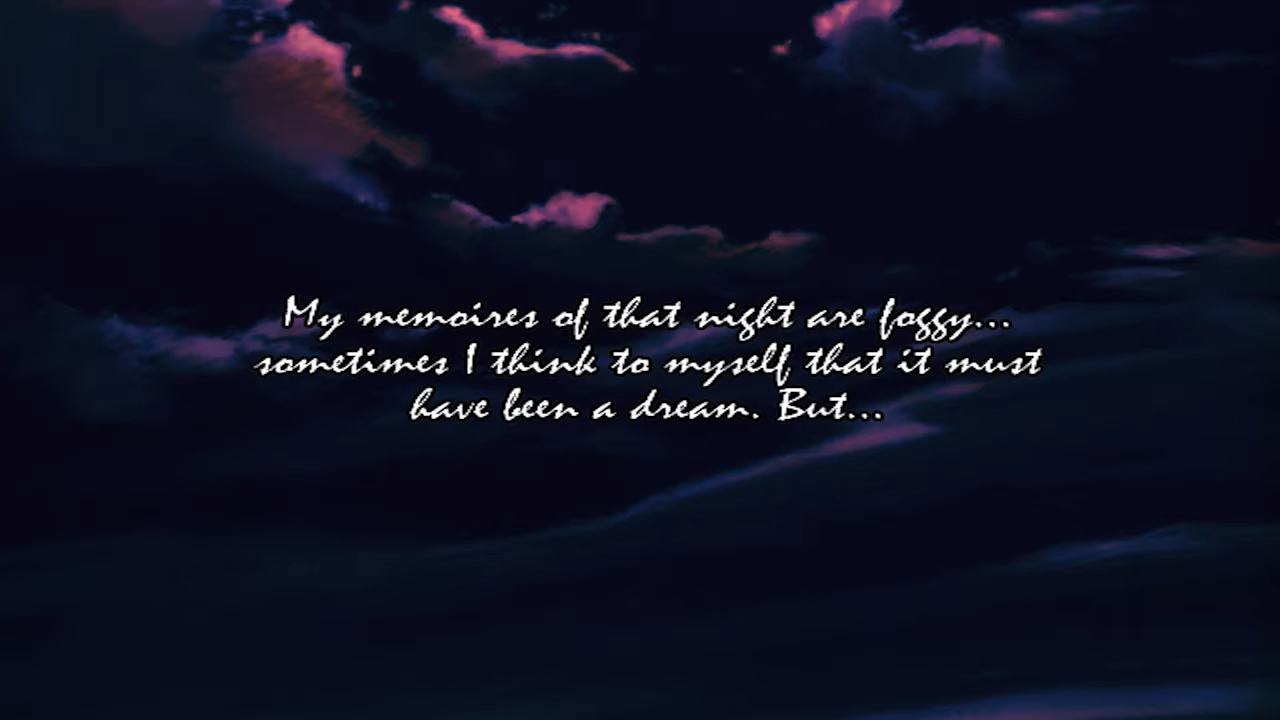 My memoires of that night are foggy...
sometimes I think to myself that it must
have been a dream. But...